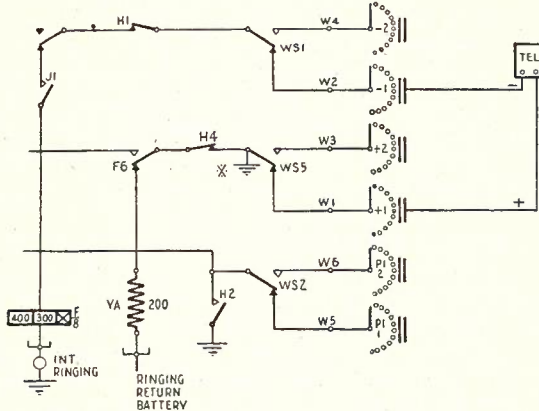 H1
W4
-2
WS1
TEL
J1
W2
-1
-
H4
W3
+2
F6
WS5
W1
+1
+
W6
P1 2
H2
WS2
YA 200
W5
P1 1
400 300
F
8
INT.
RINGING
RINGING
RETURN
BATTERY